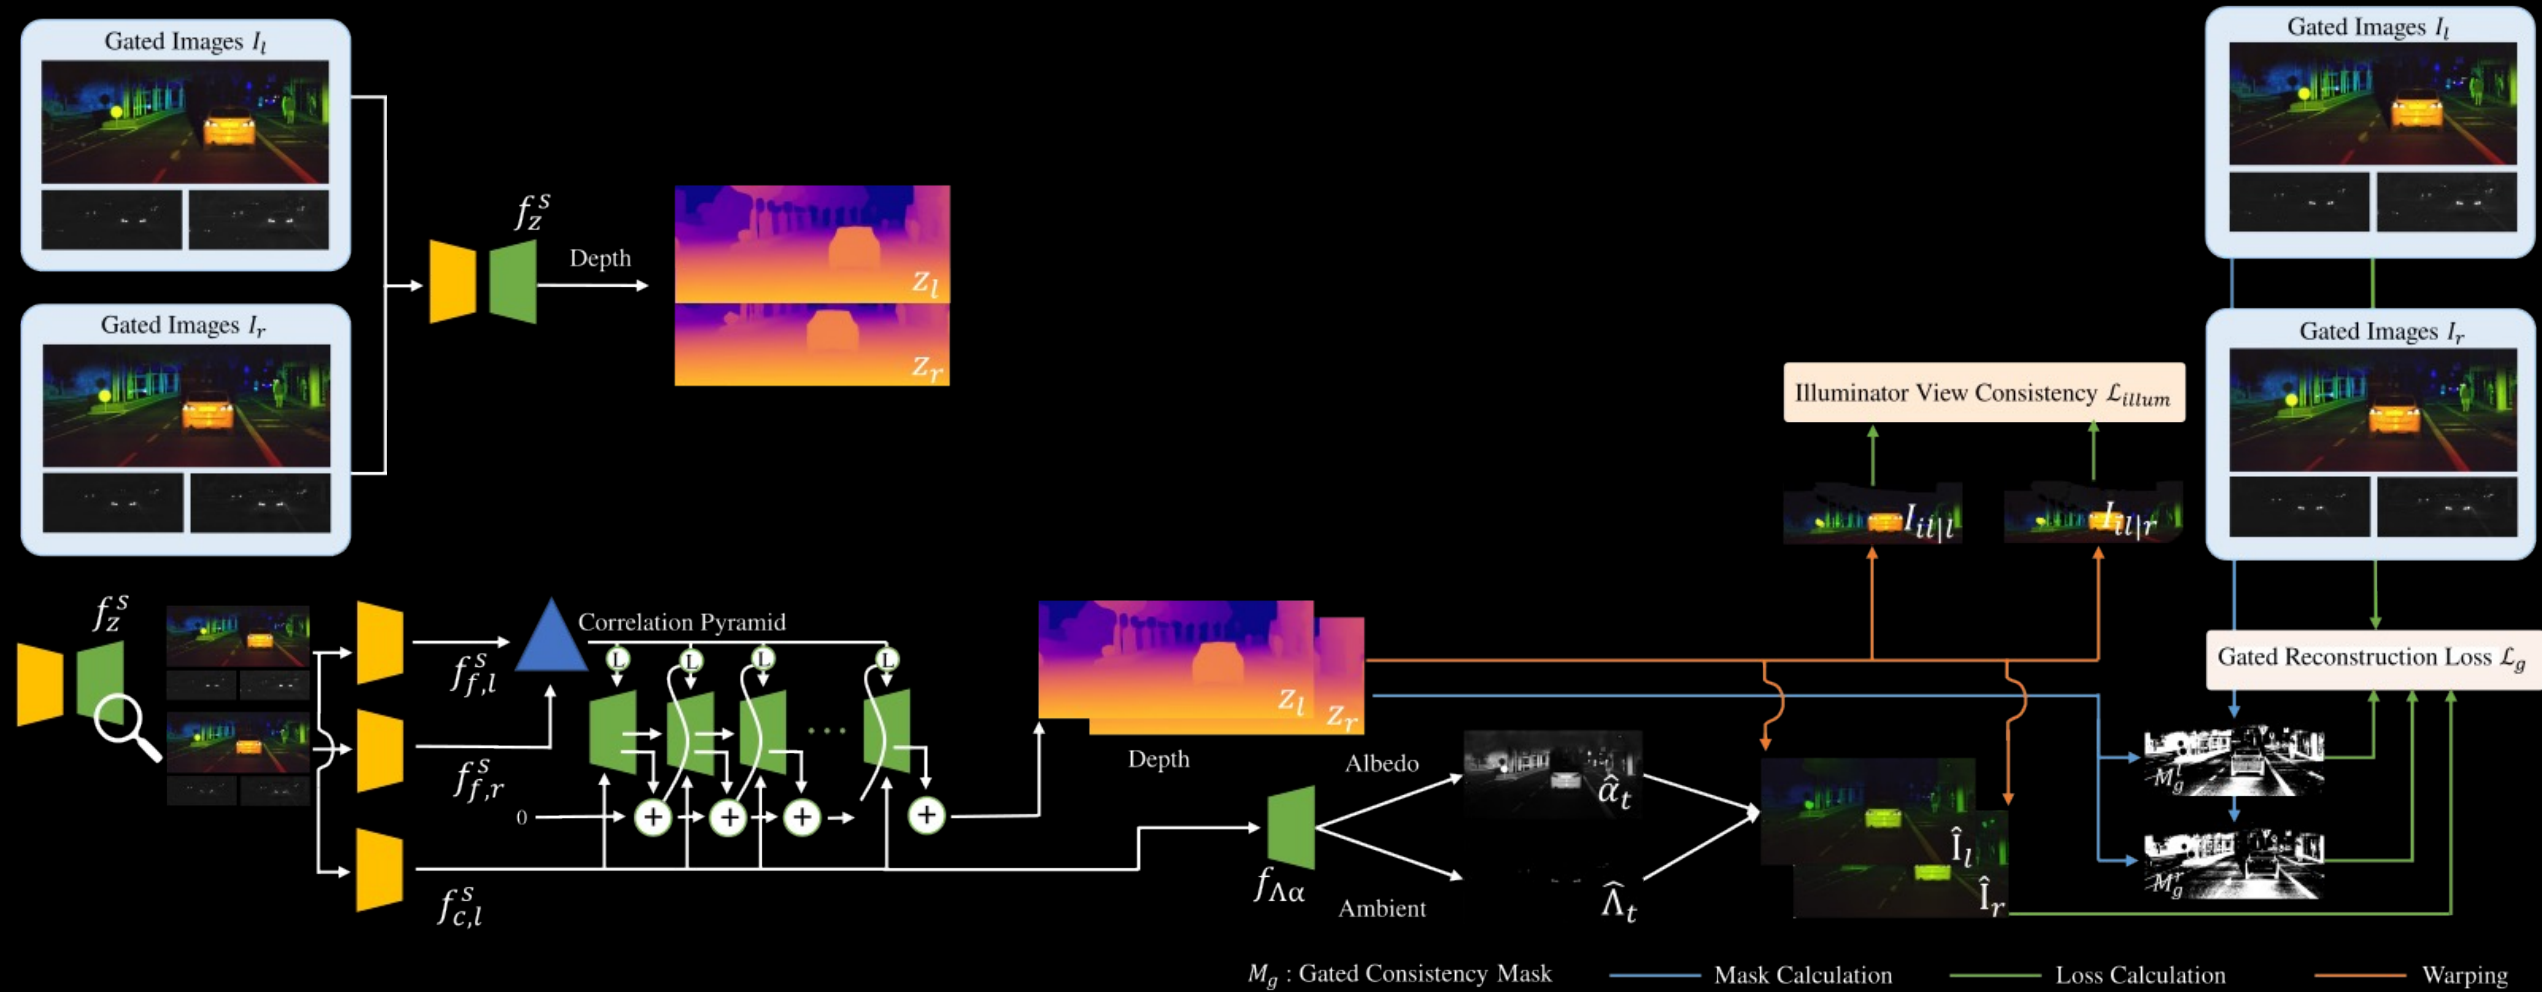 Gated Images I_l
Gated Images I_l
f_z^s
Depth
z_l
z_r
Gated Images I_r
Gated Images I_r
Illuminator View Consistency ℒ_illum
I_ii|l
I_il|r
f_z^s
f_f,l^s
Correlation Pyramid
L
L
L
L
f_f,r^s
0
+
+
+
+
f_c,l^s
z_l
z_r
Depth
Gated Reconstruction Loss ℒ_g
Albedo
α̂_t
f_Λα
Ambient
Λ̂_t
Î_l
Î_r
M_g^l
M_g^r
M_g : Gated Consistency Mask
Mask Calculation
Loss Calculation
Warping